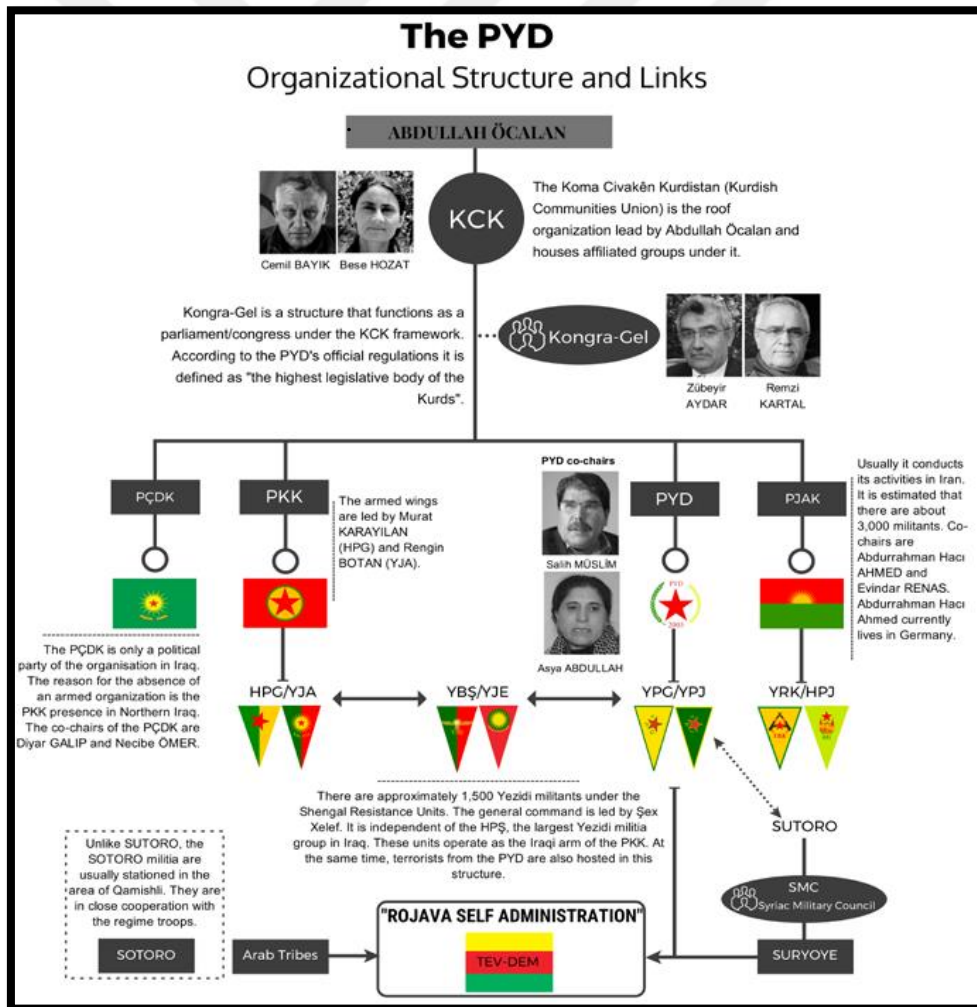 The PYD
Organizational Structure and Links
ABDULLAH ÖCALAN
KCK
The Koma Civakên Kurdistan (Kurdish
Communities Union) is the roof
organization lead by Abdullah Öcalan and
houses affiliated groups under it.
Cemil BAYIK
Bese HOZAT
Kongra-Gel is a structure that functions as a
parliament/congress under the KCK framework.
According to the PYD's official regulations it is
defined as "the highest legislative body of the
Kurds".
Kongra-Gel
Zübeyir
AYDAR
Remzi
KARTAL
PÇDK
PKK
The armed wings
are led by Murat
KARAYILAN
(HPG) and Rengin
BOTAN (YJA).
PYD co-chairs
Salih MÜSLİM
Asya ABDULLAH
PYD
PYD
2003
PJAK
Usually it conducts
its activities in Iran.
It is estimated that
there are about
3,000 militants. Co-
chairs are
Abdurrahman Hacı
AHMED and
Evindar RENAS.
Abdurrahman Hacı
Ahmed currently
lives in Germany.
The PÇDK is only a political
party of the organisation in Iraq.
The reason for the absence of
an armed organization is the
PKK presence in Northern Iraq.
The co-chairs of the PÇDK are
Diyar GALIP and Necibe ÖMER.
HPG/YJA
YBŞ/YJE
YPG/YPJ
YRK/HPJ
There are approximately 1,500 Yezidi militants under the
Shengal Resistance Units. The general command is led by Şex
Xelef. It is independent of the HPŞ, the largest Yezidi militia
group in Iraq. These units operate as the Iraqi arm of the PKK. At
the same time, terrorists from the PYD are also hosted in this
structure.
SUTORO
SMC
Syriac Military Council
SURYOYE
Unlike SUTORO, the
SOTORO militia are
usually stationed in the
area of Qamishli. They are
in close cooperation with
the regime troops.
SOTORO
Arab Tribes
"ROJAVA SELF ADMINISTRATION"
TEV-DEM